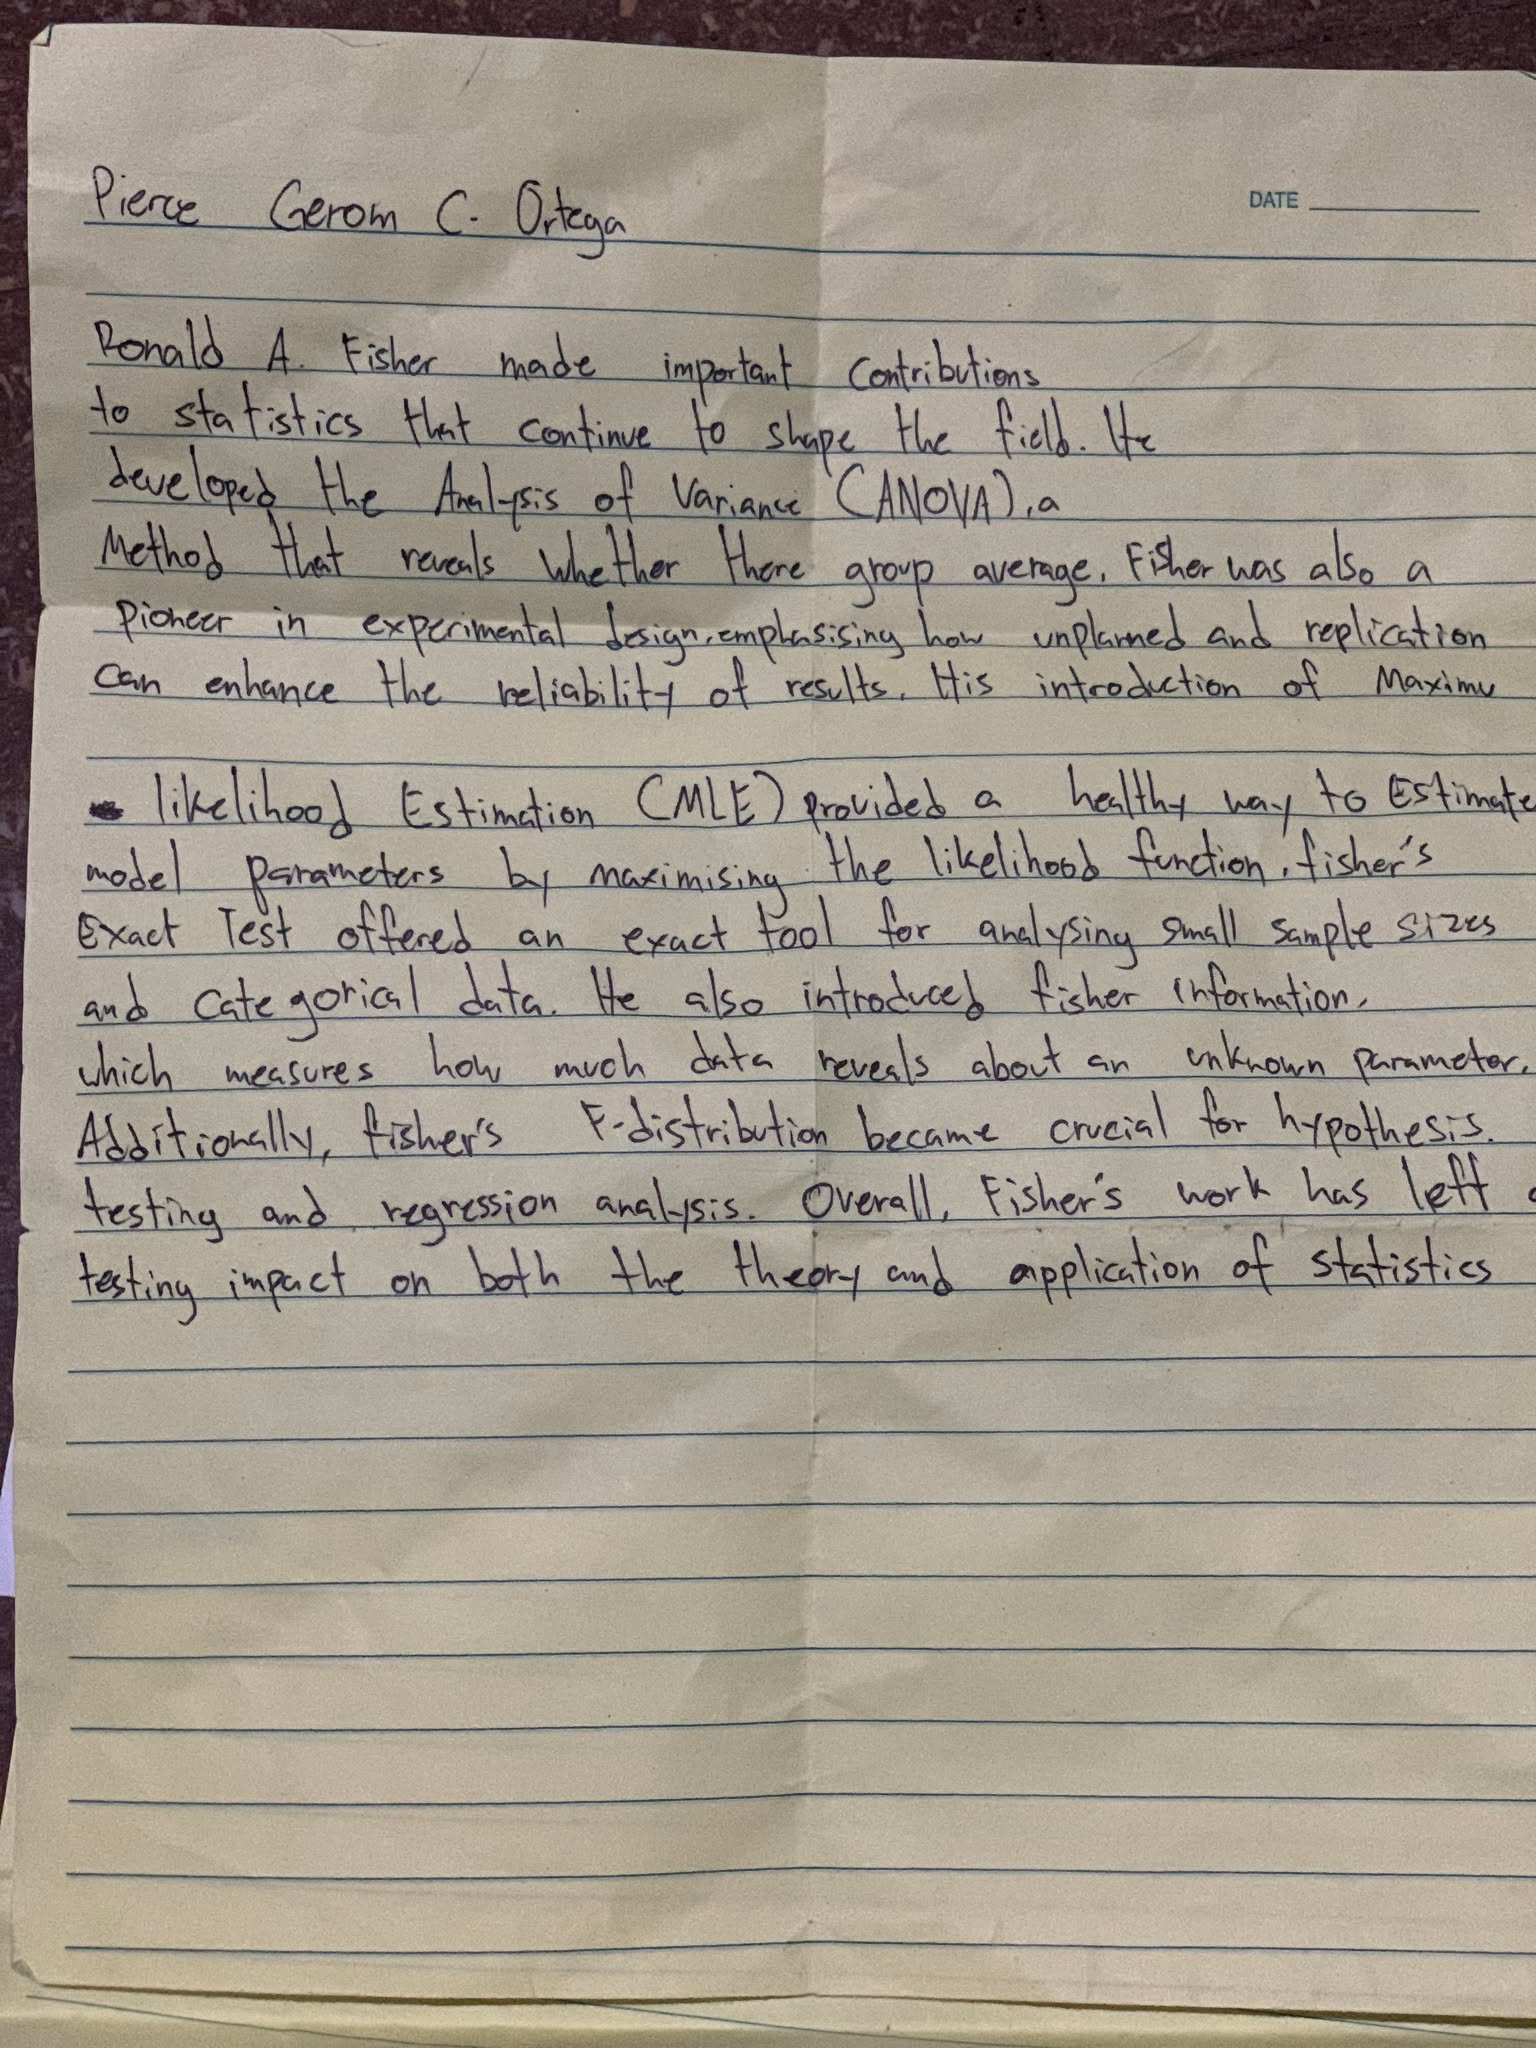 Pierce Gerom C. Ortega
DATE
Ronald A. Fisher made important contributions
to statistics that continue to shape the field. He
developed the Analysis of Variance (ANOVA), a
Method that reveals whether there group average. Fisher was also a
pioneer in experimental design, emphasising how unplanned and replication
can enhance the reliability of results. His introduction of Maximu
likelihood Estimation (MLE) provided a healthy way to Estimate
model parameters by maximising the likelihood function. fisher's
Exact Test offered an exact tool for analysing small sample sizes
and categorical data. He also introduced fisher information,
which measures how much data reveals about an unknown parameter.
Additionally, fisher's F-distribution became crucial for hypothesis.
testing and regression analysis. Overall, Fisher's work has left
testing impact on both the theory and application of statistics